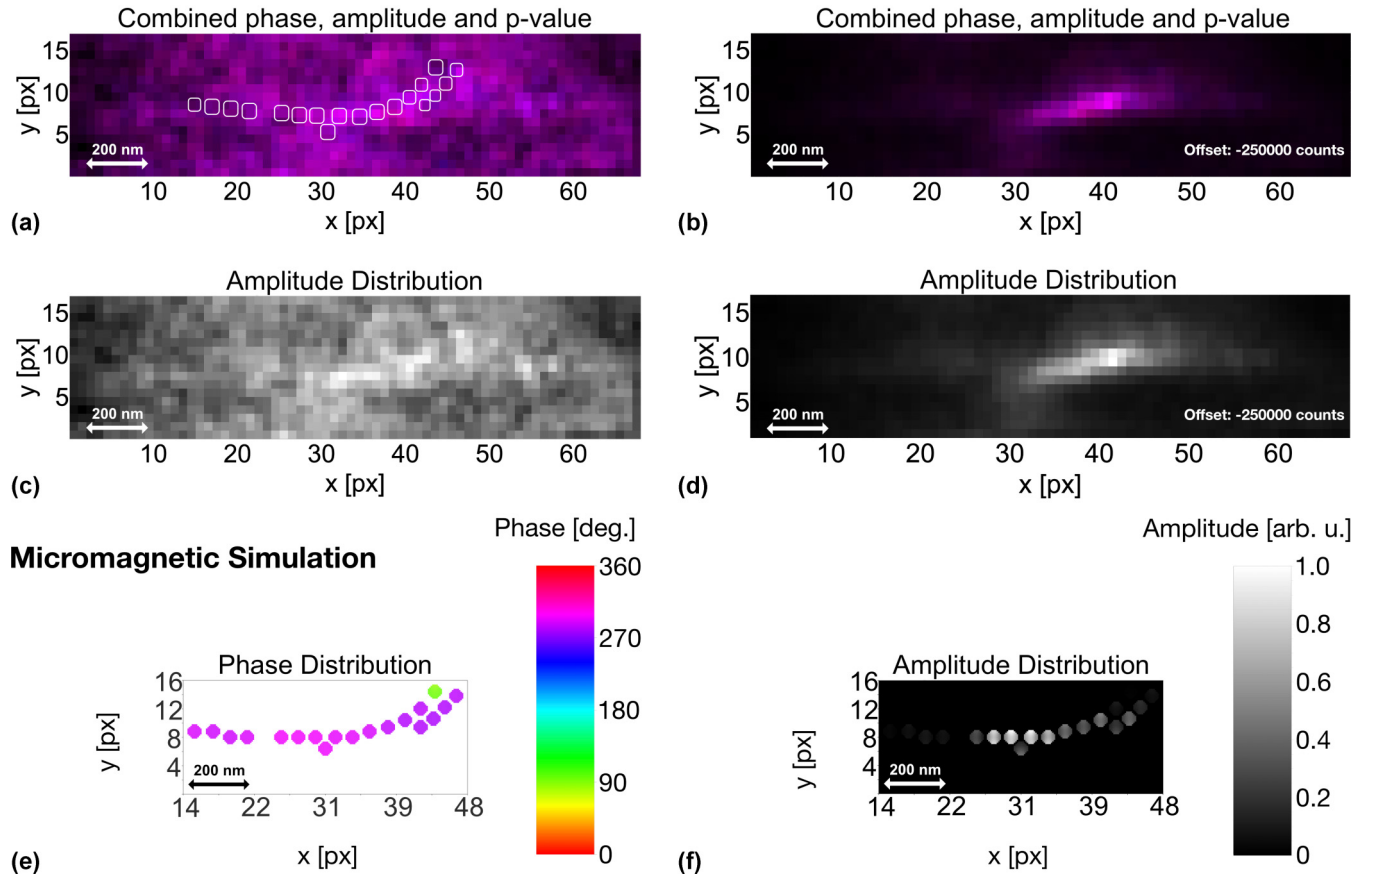 Combined phase, amplitude and p-value
y [px]
15
10
5
200 nm
10 20 30 40 50 60
x [px]
(a)
Combined phase, amplitude and p-value
y [px]
15
10
5
200 nm
Offset: -250000 counts
10 20 30 40 50 60
x [px]
(b)
Amplitude Distribution
y [px]
15
10
5
200 nm
10 20 30 40 50 60
x [px]
(c)
Amplitude Distribution
y [px]
15
10
5
200 nm
Offset: -250000 counts
10 20 30 40 50 60
x [px]
(d)
Micromagnetic Simulation
Phase [deg.]
360
270
180
90
0
Phase Distribution
y [px]
16
12
8
4
200 nm
14 22 31 39 48
x [px]
(e)
Amplitude [arb. u.]
1.0
0.8
0.6
0.4
0.2
0
Amplitude Distribution
y [px]
16
12
8
4
200 nm
14 22 31 39 48
x [px]
(f)